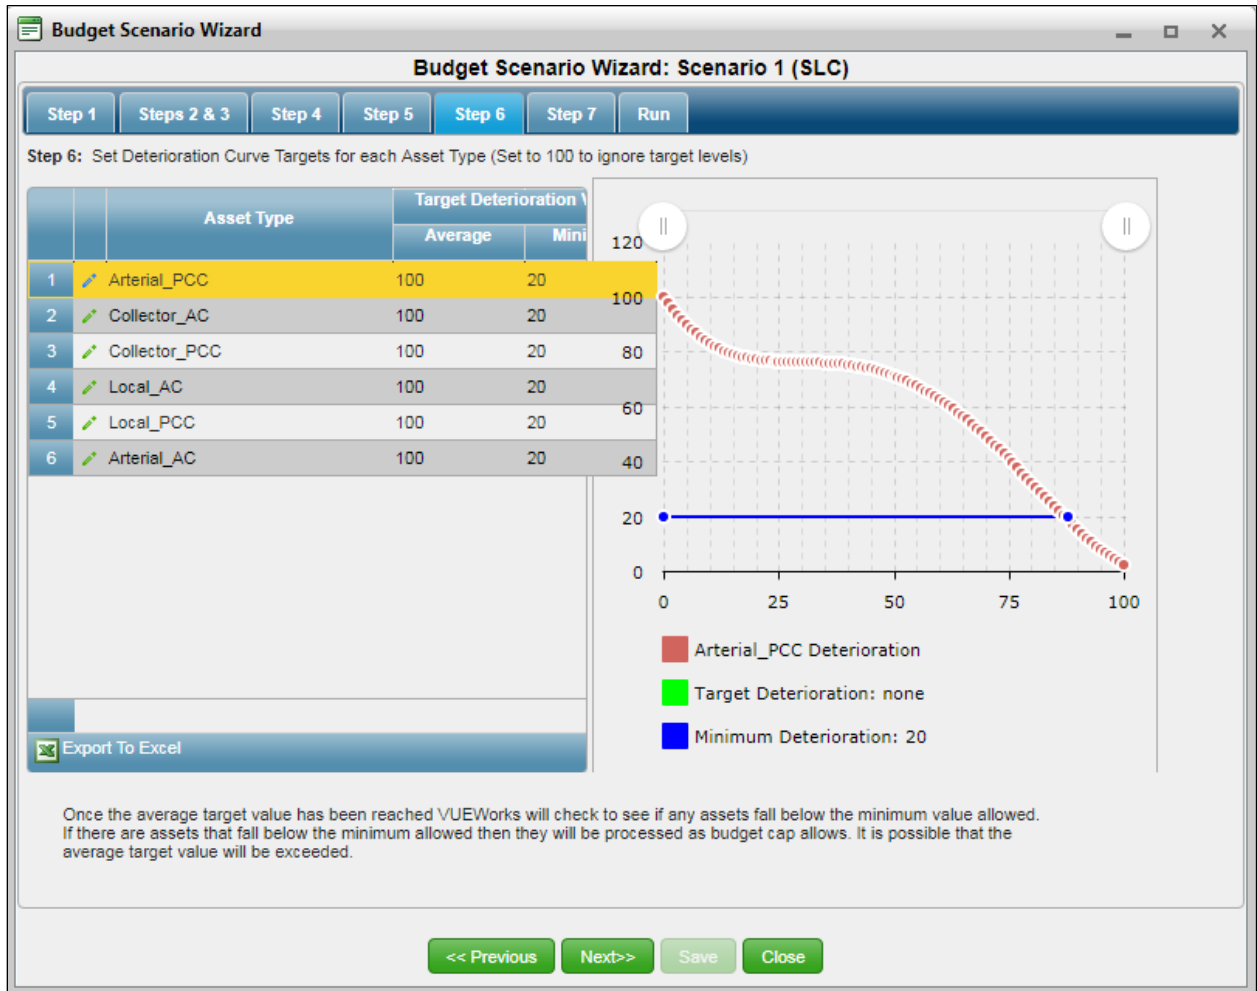 Budget Scenario Wizard
Budget Scenario Wizard: Scenario 1 (SLC)
Step 1 Steps 2 & 3 Step 4 Step 5 Step 6 Step 7 Run
Step 6: Set Deterioration Curve Targets for each Asset Type (Set to 100 to ignore target levels)
Asset Type
Target Deterioration V
Average Mini
1 Arterial_PCC 100 20
2 Collector_AC 100 20
3 Collector_PCC 100 20
4 Local_AC 100 20
5 Local_PCC 100 20
6 Arterial_AC 100 20
Export To Excel
120
100
80
60
40
20
0
0 25 50 75 100
Arterial_PCC Deterioration
Target Deterioration: none
Minimum Deterioration: 20
Once the average target value has been reached VUEWorks will check to see if any assets fall below the minimum value allowed.
If there are assets that fall below the minimum allowed then they will be processed as budget cap allows. It is possible that the
average target value will be exceeded.
<< Previous Next>> Save Close